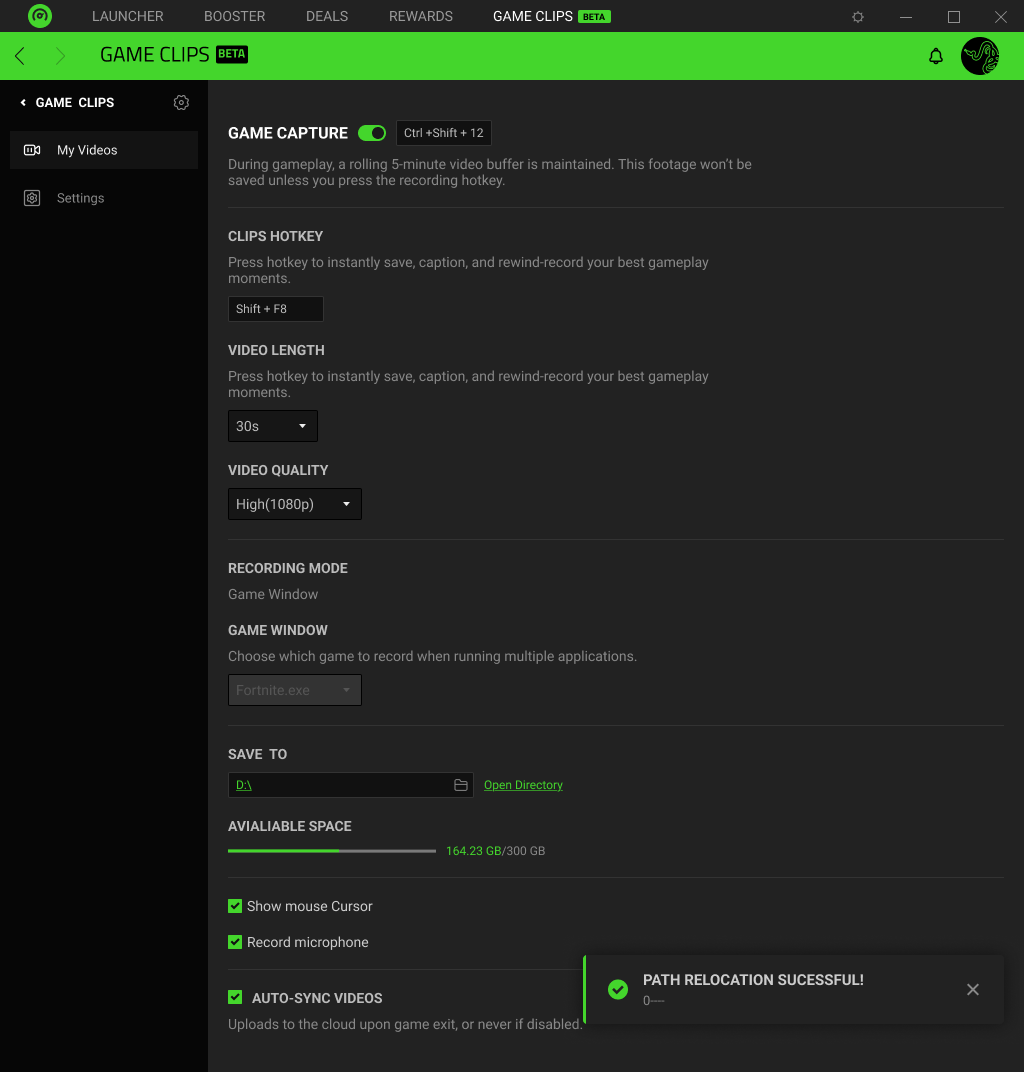 LAUNCHER BOOSTER DEALS REWARDS GAME CLIPS BETA
GAME CLIPS BETA
GAME CLIPS
My Videos
Settings
GAME CAPTURE Ctrl +Shift + 12
During gameplay, a rolling 5-minute video buffer is maintained. This footage won't be
saved unless you press the recording hotkey.
CLIPS HOTKEY
Press hotkey to instantly save, caption, and rewind-record your best gameplay
moments.
Shift + F8
VIDEO LENGTH
Press hotkey to instantly save, caption, and rewind-record your best gameplay
moments.
30s
VIDEO QUALITY
High(1080p)
RECORDING MODE
Game Window
GAME WINDOW
Choose which game to record when running multiple applications.
Fortnite.exe
SAVE TO
D:\ Open Directory
AVIALIABLE SPACE
164.23 GB/300 GB
Show mouse Cursor
Record microphone
AUTO-SYNC VIDEOS
Uploads to the cloud upon game exit, or never if disabled.
PATH RELOCATION SUCESSFUL!
0----